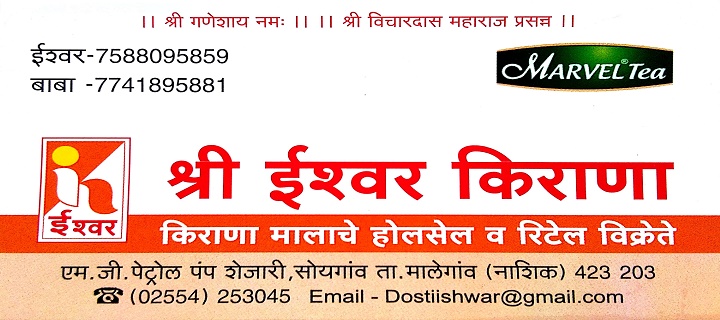 ।। श्री गणेशाय नमः ।। ।। श्री विचारदास महाराज प्रसन्न ।।
ईश्वर-7588095859
बाबा -7741895881
MARVEL® Tea
श्री ईश्वर किराणा
ईश्वर
किराणा मालाचे होलसेल व रिटेल विक्रेते
एम.जी.पेट्रोल पंप शेजारी,सोयगांव ता.मालेगांव (नाशिक) 423 203
☎ (02554) 253045 Email - Dostiishwar@gmail.com